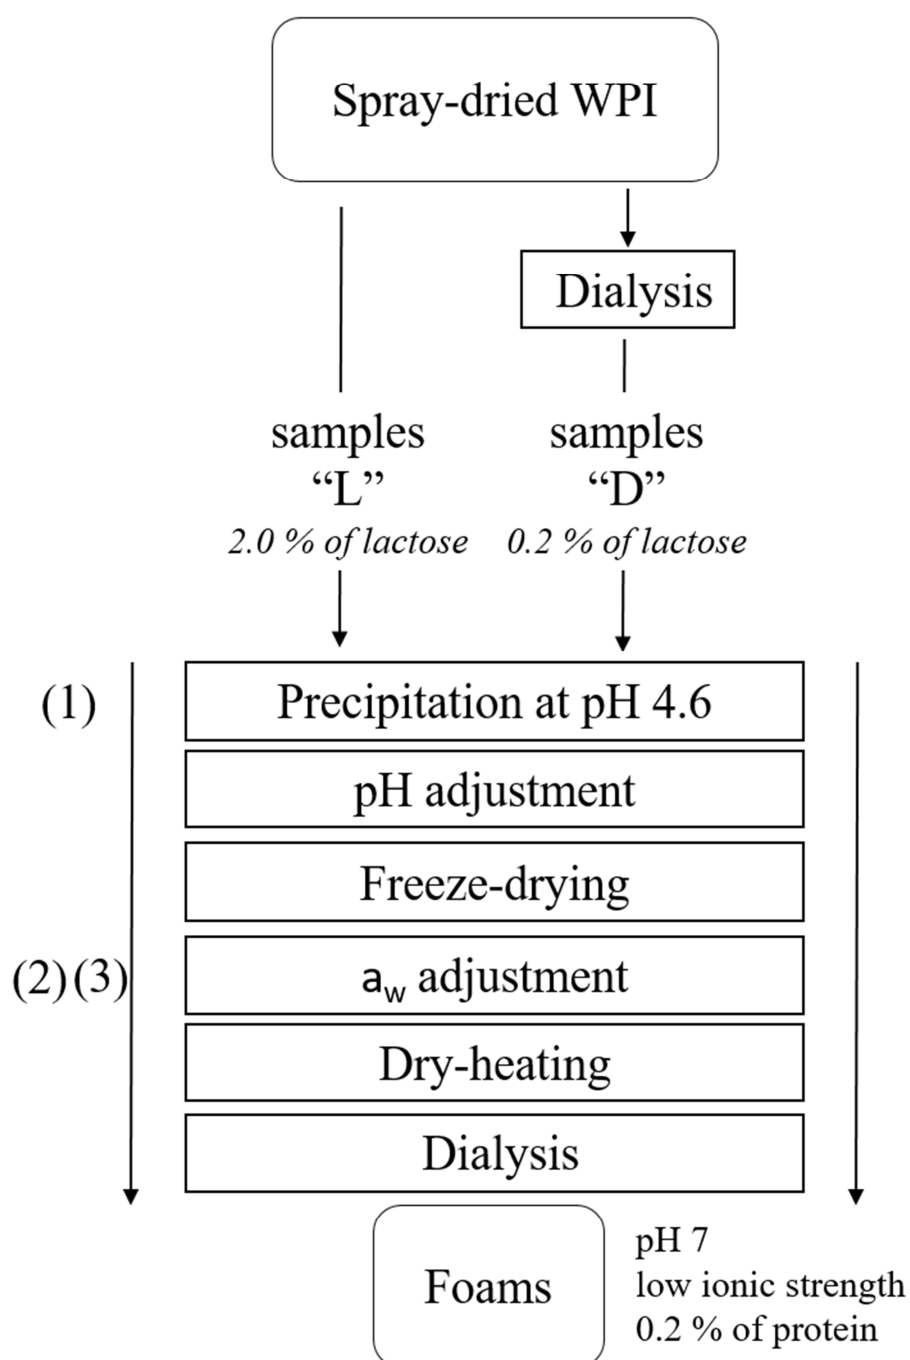 Spray-dried WPI
Dialysis
samples
“L”
2.0 % of lactose
samples
“D”
0.2 % of lactose
(1)
Precipitation at pH 4.6
pH adjustment
Freeze-drying
(2)(3)
aw adjustment
Dry-heating
Dialysis
Foams
pH 7
low ionic strength
0.2 % of protein